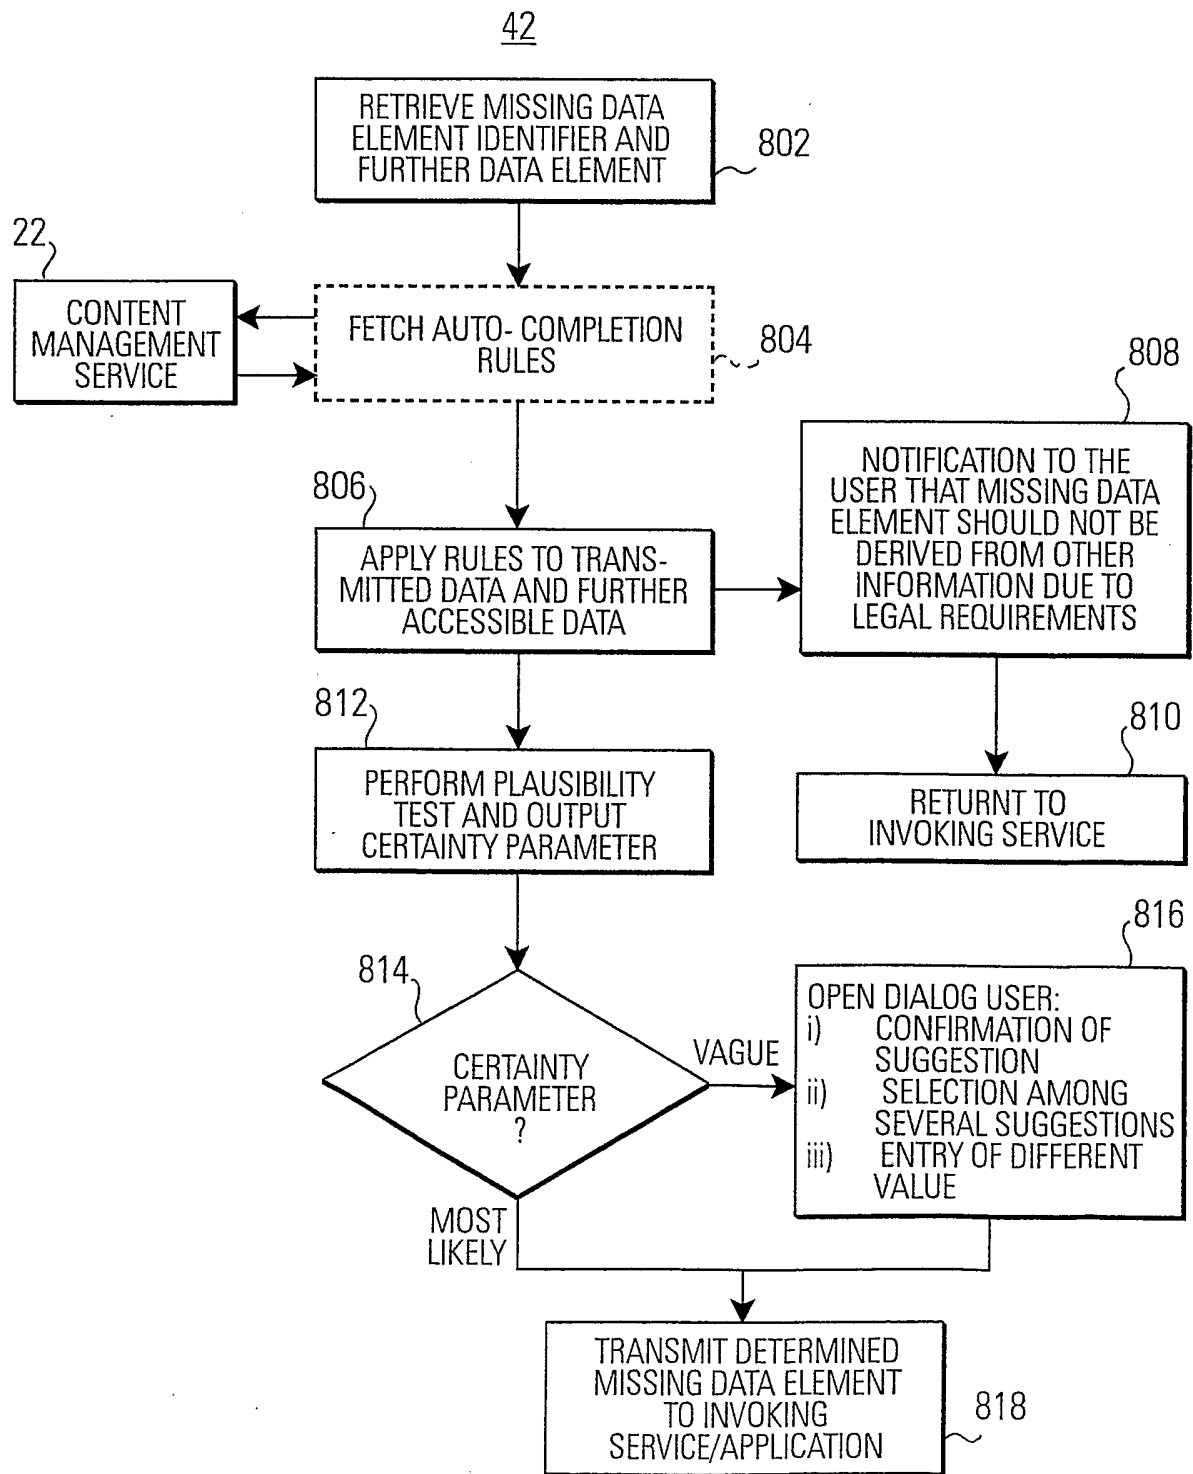 42
RETRIEVE MISSING DATA
ELEMENT IDENTIFIER AND
FURTHER DATA ELEMENT
802
22
CONTENT
MANAGEMENT
SERVICE
FETCH AUTO- COMPLETION
RULES
804
808
NOTIFICATION TO THE
USER THAT MISSING DATA
ELEMENT SHOULD NOT BE
DERIVED FROM OTHER
INFORMATION DUE TO
LEGAL REQUIREMENTS
806
APPLY RULES TO TRANS-
MITTED DATA AND FURTHER
ACCESSIBLE DATA
812
PERFORM PLAUSIBILITY
TEST AND OUTPUT
CERTAINTY PARAMETER
810
RETURNT TO
INVOKING SERVICE
814
CERTAINTY
PARAMETER
?
VAGUE
MOST
LIKELY
816
OPEN DIALOG USER:
i) CONFIRMATION OF
SUGGESTION
ii) SELECTION AMONG
SEVERAL SUGGESTIONS
iii) ENTRY OF DIFFERENT
VALUE
TRANSMIT DETERMINED
MISSING DATA ELEMENT
TO INVOKING
SERVICE/APPLICATION
818